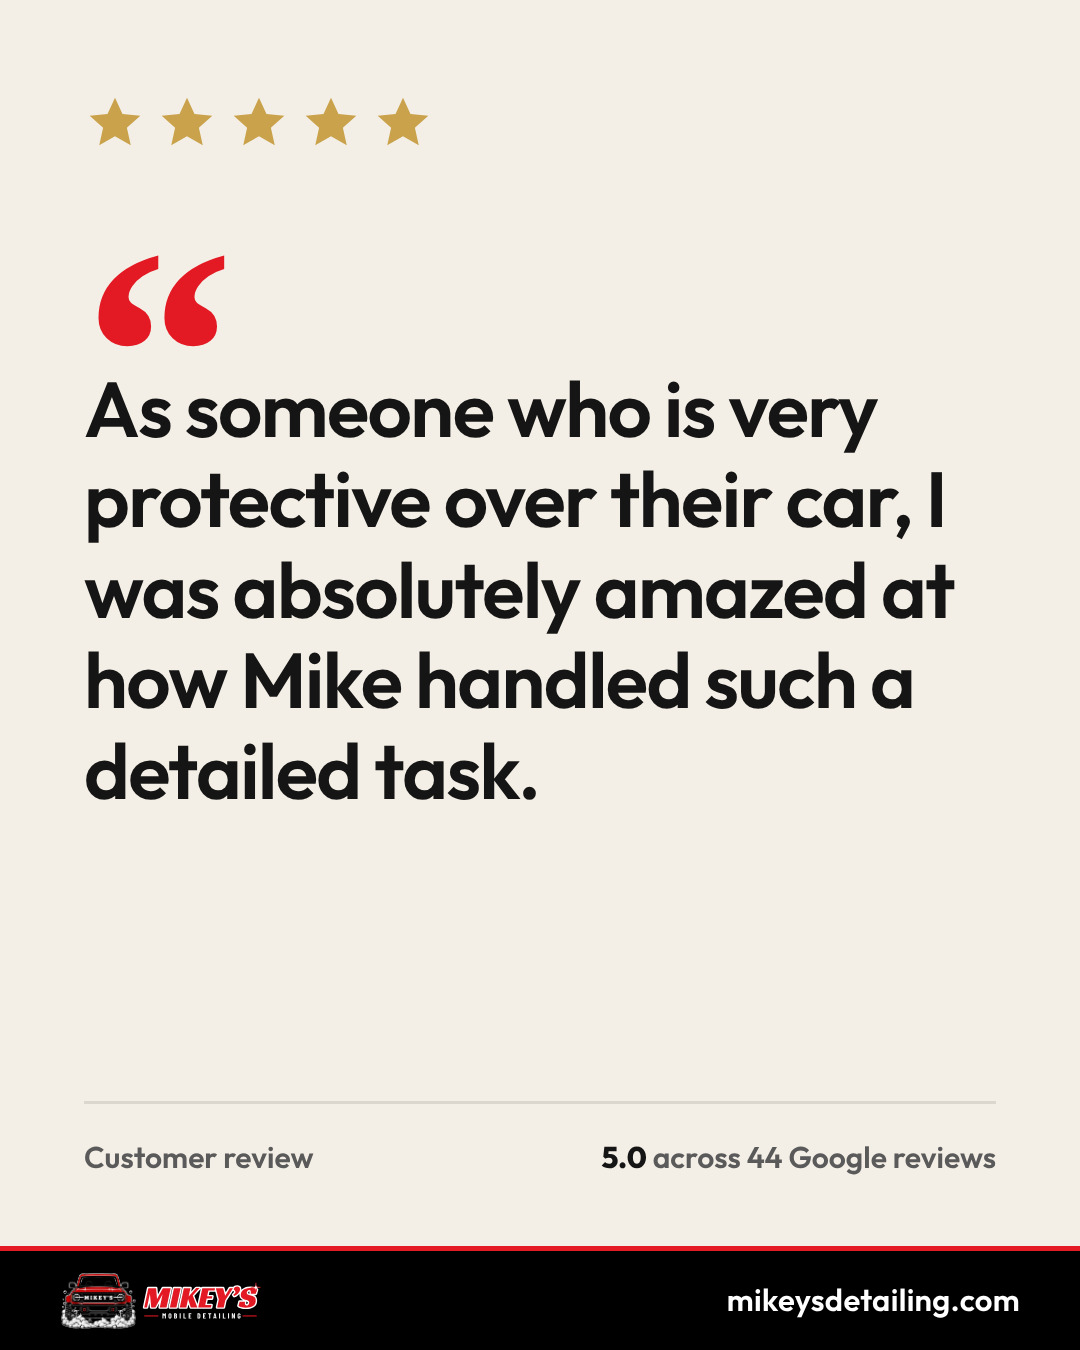 “
As someone who is very
protective over their car, I
was absolutely amazed at
how Mike handled such a
detailed task.
Customer review
5.0 across 44 Google reviews
MIKEY'S
MIKEY'S
MOBILE DETAILING
mikeysdetailing.com